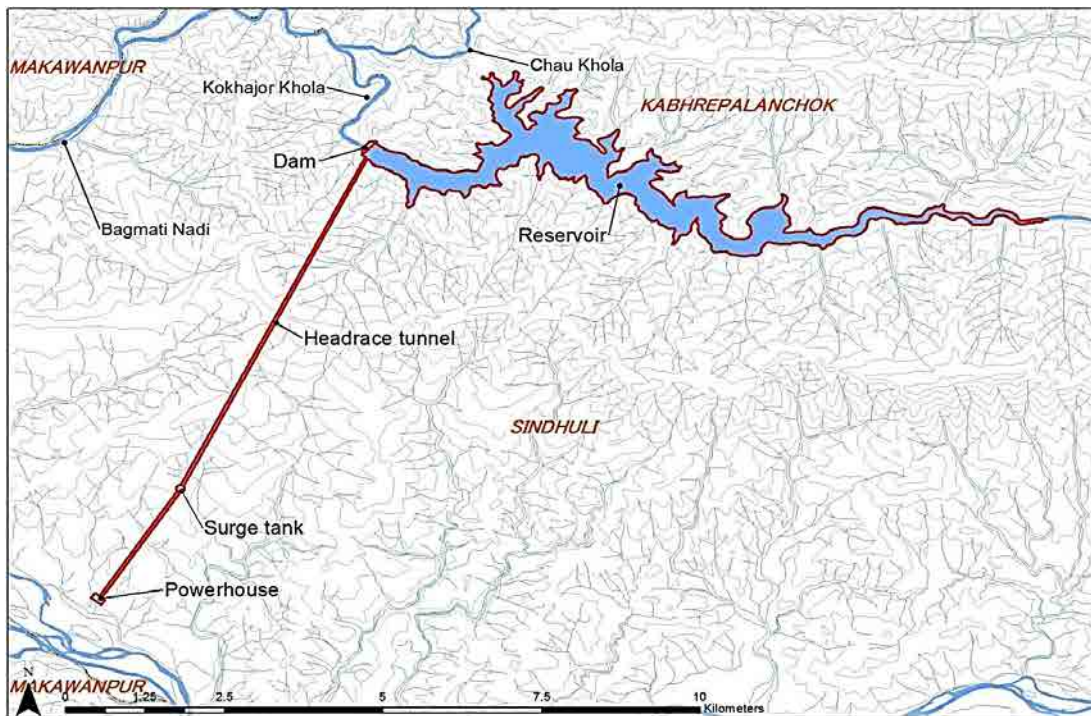 MAKAWANPUR
Chau Khola
Kokhajor Khola
KABHREPALANCHOK
Dam
Bagmati Nadi
Reservoir
Headrace tunnel
SINDHULI
Surge tank
Powerhouse
N
MAKAWANPUR
0 1.25 2.5 5 7.5 10
Kilometers